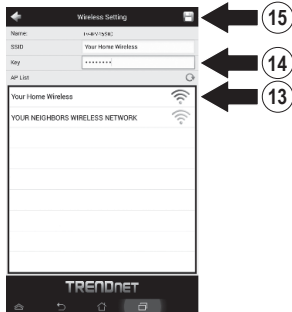 Wireless Setting
15
Name:
SSID Your Home Wireless
Key ········
14
AP List
13
Your Home Wireless
YOUR NEIGHBORS WIRELESS NETWORK
TRENDNET